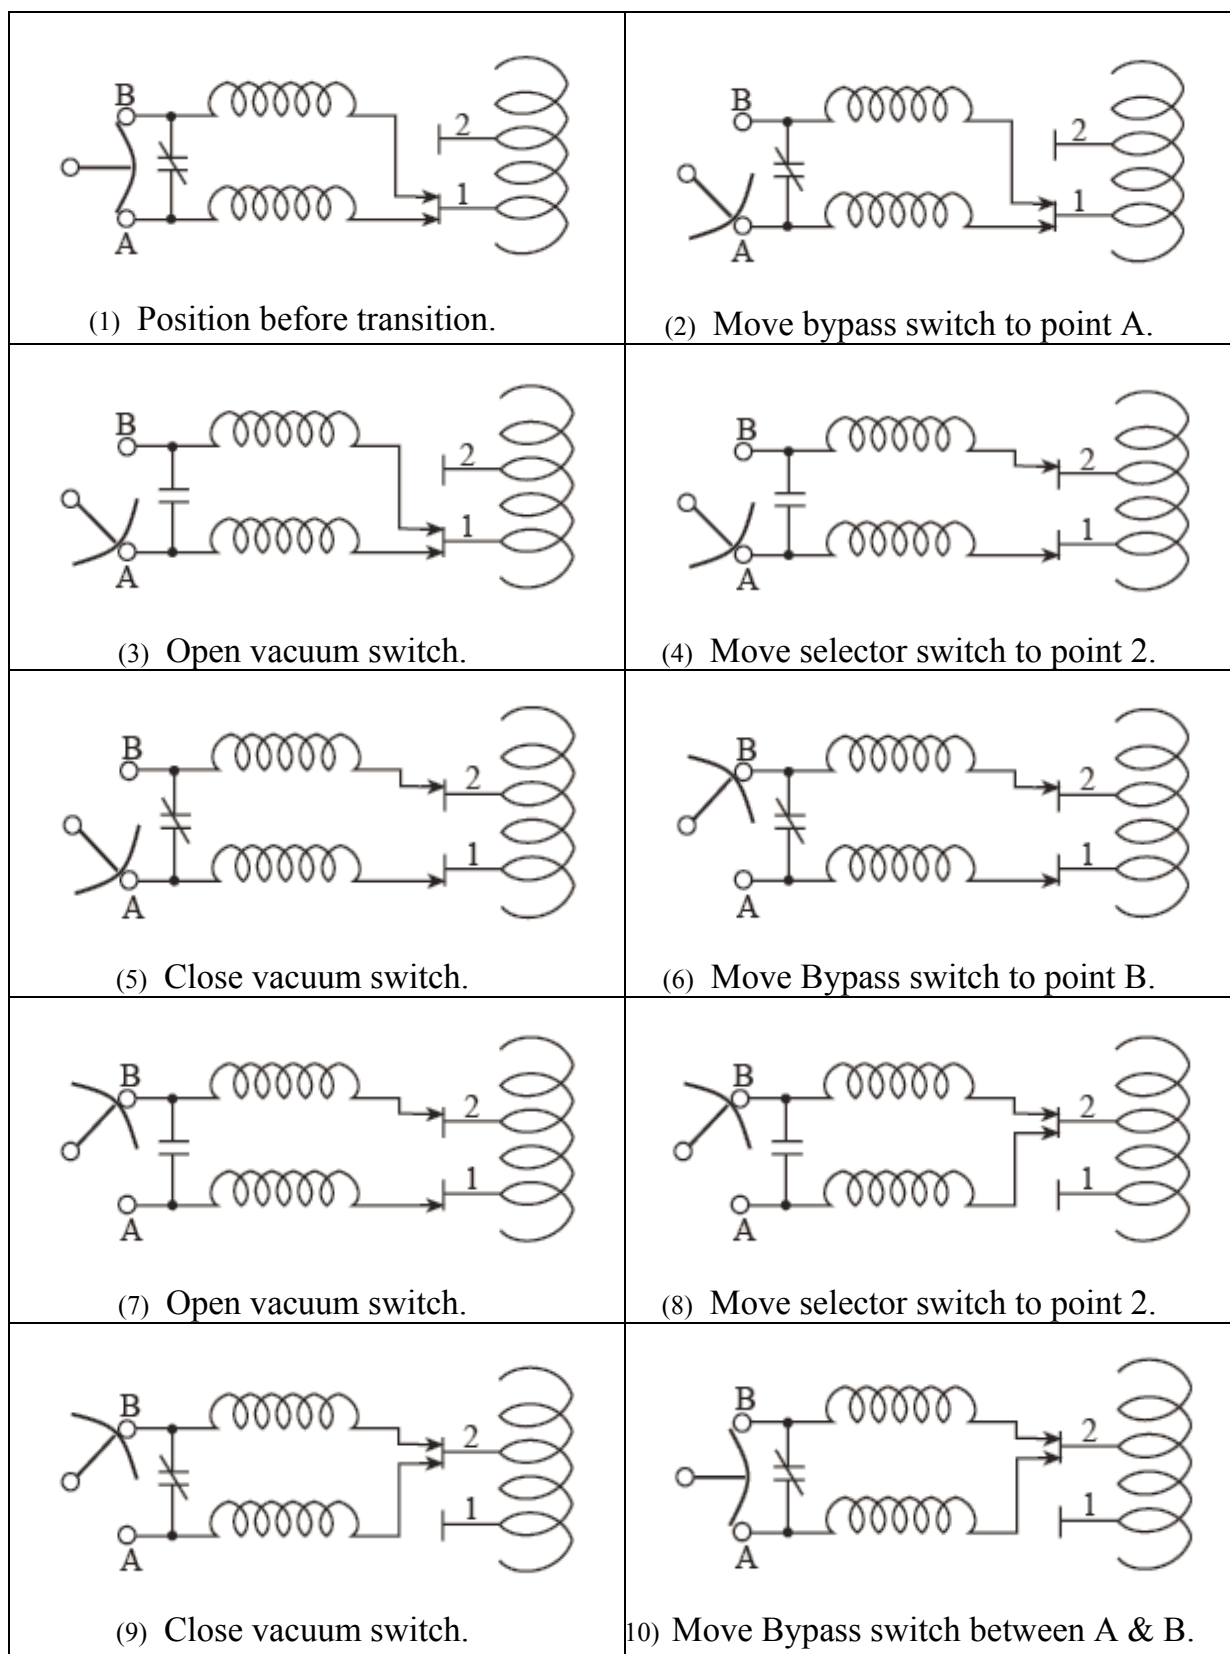 B
2
1
A
(1) Position before transition.
B
2
1
A
(2) Move bypass switch to point A.
B
2
1
A
(3) Open vacuum switch.
B
2
1
A
(4) Move selector switch to point 2.
B
2
1
A
(5) Close vacuum switch.
B
2
1
A
(6) Move Bypass switch to point B.
B
2
1
A
(7) Open vacuum switch.
B
2
1
A
(8) Move selector switch to point 2.
B
2
1
A
(9) Close vacuum switch.
B
2
1
A
10) Move Bypass switch between A & B.